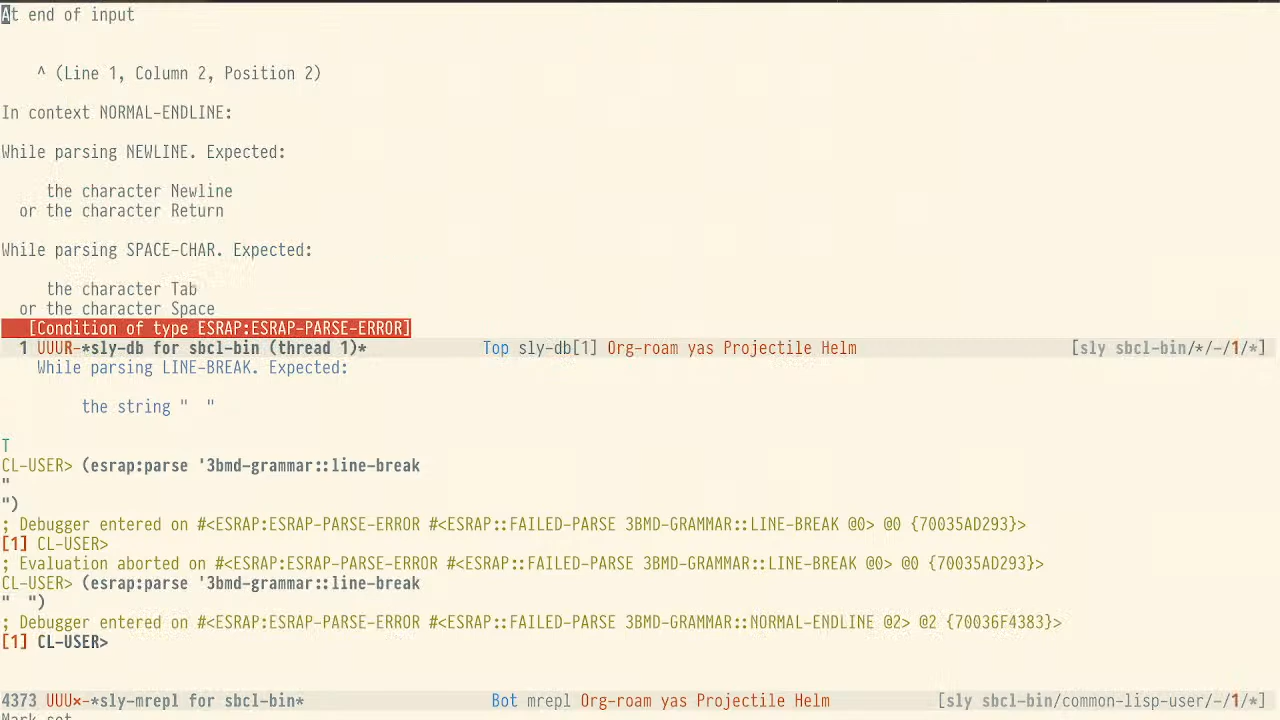 At end of input
^ (Line 1, Column 2, Position 2)
In context NORMAL-ENDLINE:
While parsing NEWLINE. Expected:
the character Newline
or the character Return
While parsing SPACE-CHAR. Expected:
the character Tab
or the character Space
[Condition of type ESRAP:ESRAP-PARSE-ERROR]
1 UUUR-*sly-db for sbcl-bin (thread 1)* Top sly-db[1] Org-roam yas Projectile Helm [sly sbcl-bin/*/-/1/*]
While parsing LINE-BREAK. Expected:
the string "  "
T
CL-USER> (esrap:parse '3bmd-grammar::line-break
"
")
; Debugger entered on #<ESRAP:ESRAP-PARSE-ERROR #<ESRAP::FAILED-PARSE 3BMD-GRAMMAR::LINE-BREAK @0> @0 {70035AD293}>
[1] CL-USER>
; Evaluation aborted on #<ESRAP:ESRAP-PARSE-ERROR #<ESRAP::FAILED-PARSE 3BMD-GRAMMAR::LINE-BREAK @0> @0 {70035AD293}>
CL-USER> (esrap:parse '3bmd-grammar::line-break
"  ")
; Debugger entered on #<ESRAP:ESRAP-PARSE-ERROR #<ESRAP::FAILED-PARSE 3BMD-GRAMMAR::NORMAL-ENDLINE @2> @2 {70036F4383}>
[1] CL-USER>
4373 UUU×-*sly-mrepl for sbcl-bin* Bot mrepl Org-roam yas Projectile Helm [sly sbcl-bin/common-lisp-user/-/1/*]
Mark set